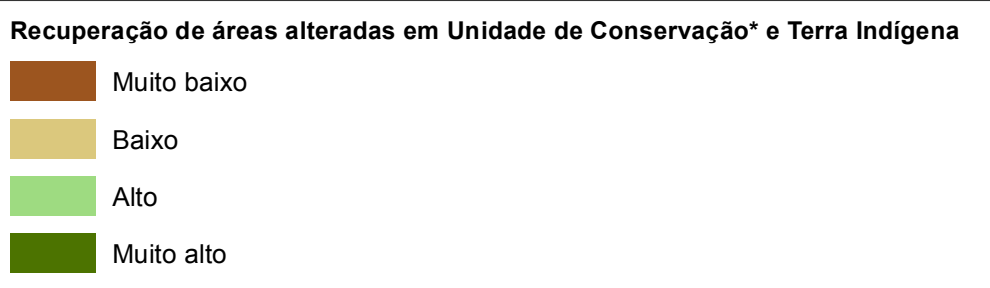 Recuperação de áreas alteradas em Unidade de Conservação* e Terra Indígena
Muito baixo
Baixo
Alto
Muito alto